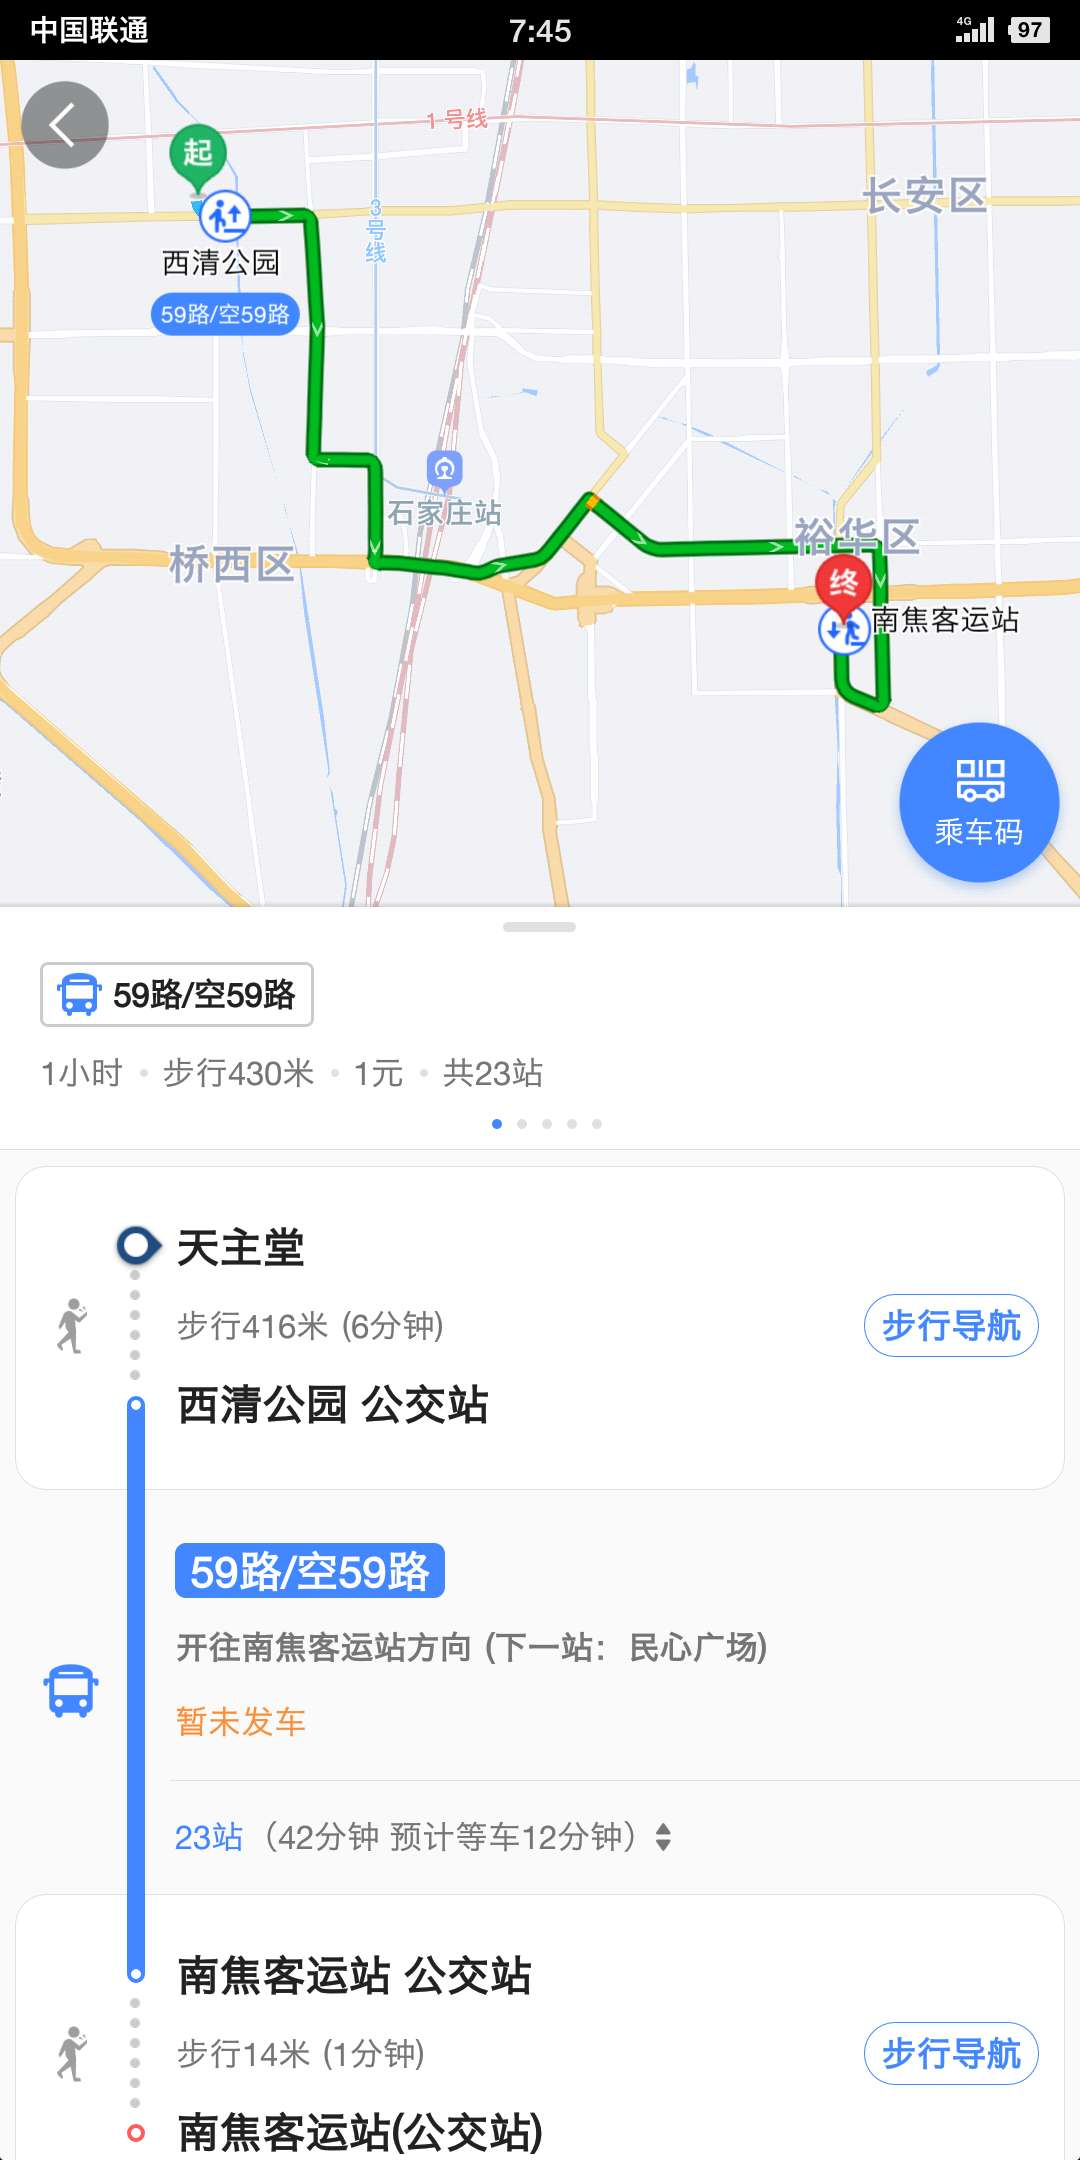 中国联通
7:45
4G
97
1号线
起
长安区
3号线
西清公园
59路/空59路
石家庄站
裕华区
桥西区
终
南焦客运站
乘车码
59路/空59路
1小时 • 步行430米 • 1元 • 共23站
天主堂
步行416米 (6分钟)
步行导航
西清公园 公交站
59路/空59路
开往南焦客运站方向 (下一站：民心广场)
暂未发车
23站（42分钟 预计等车12分钟）
南焦客运站 公交站
步行14米 (1分钟)
步行导航
南焦客运站(公交站)